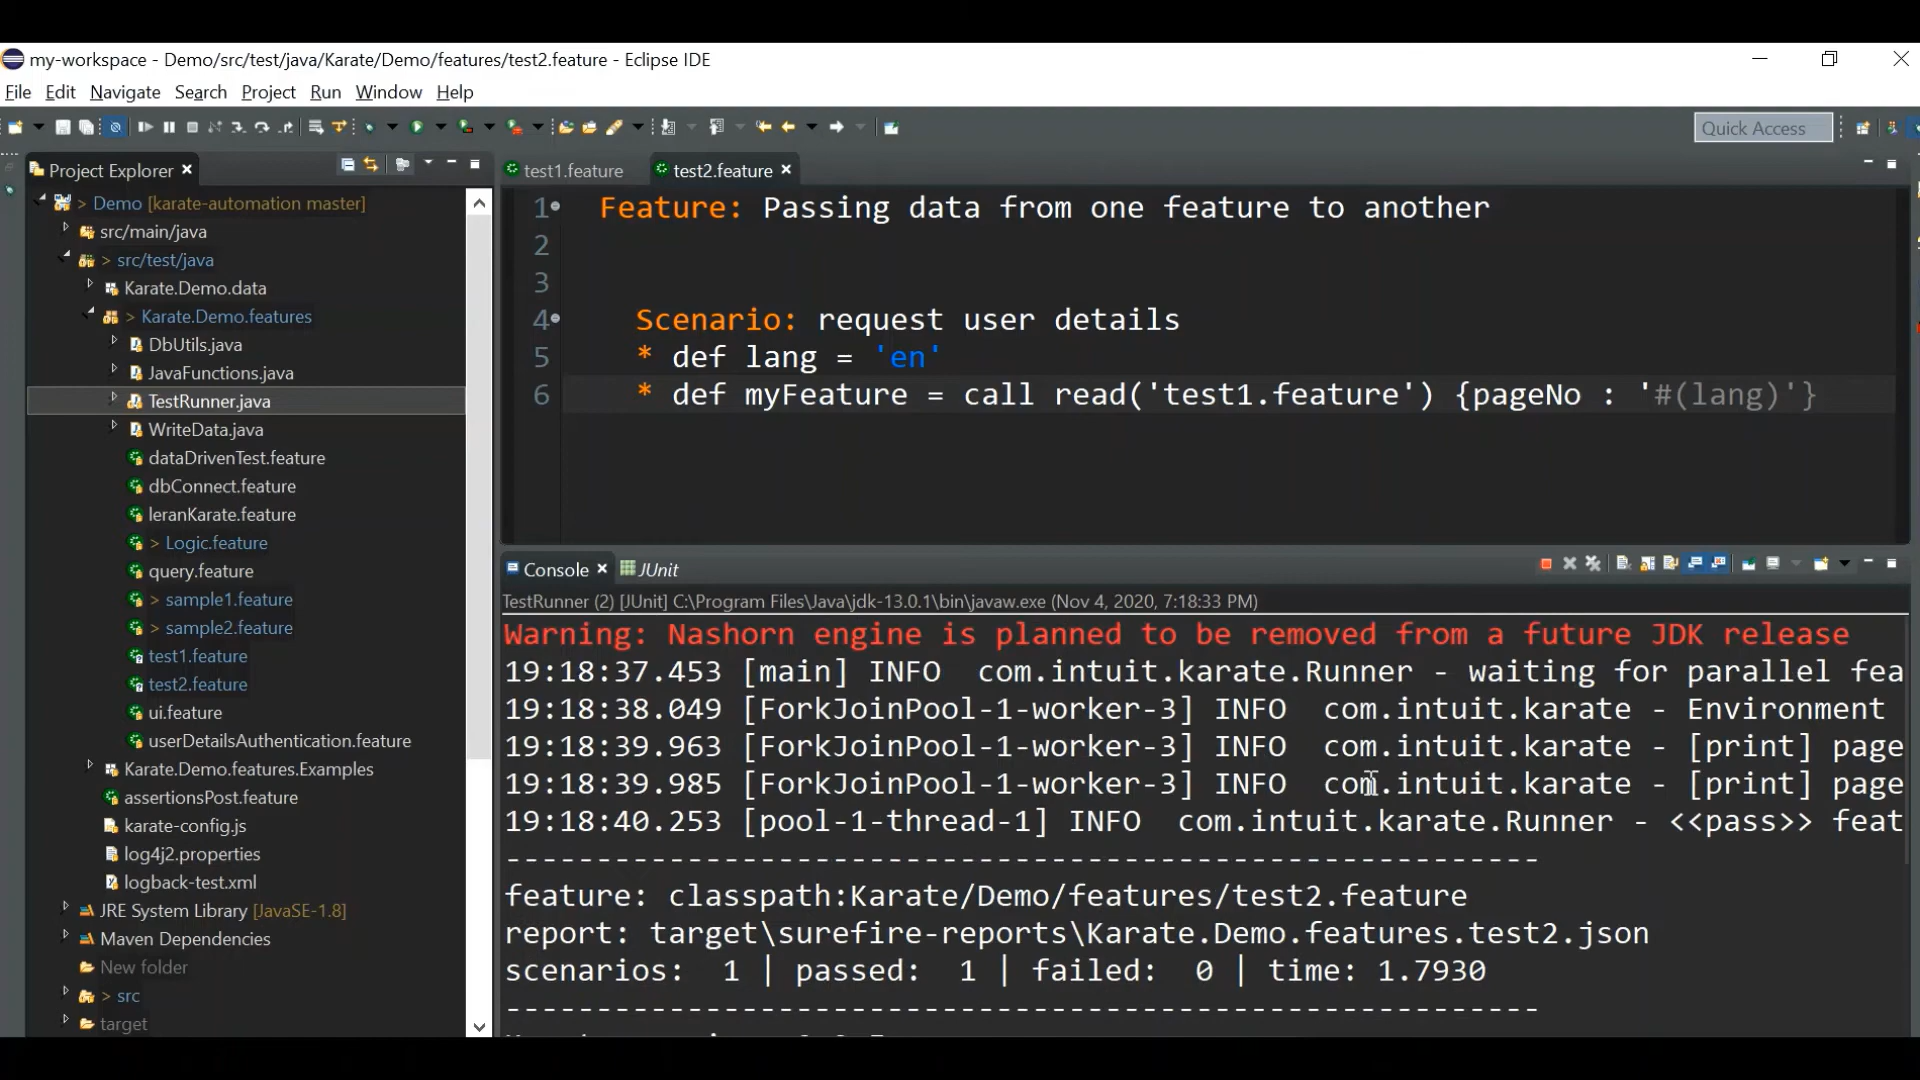 my-workspace - Demo/src/test/java/Karate/Demo/features/test2.feature - Eclipse IDE
File Edit Navigate Search Project Run Window Help
Quick Access
Project Explorer
> Demo [karate-automation master]
src/main/java
> src/test/java
Karate.Demo.data
> Karate.Demo.features
DbUtils.java
JavaFunctions.java
TestRunner.java
WriteData.java
dataDrivenTest.feature
dbConnect.feature
leranKarate.feature
> Logic.feature
query.feature
> sample1.feature
> sample2.feature
test1.feature
test2.feature
ui.feature
userDetailsAuthentication.feature
Karate.Demo.features.Examples
assertionsPost.feature
karate-config.js
log4j2.properties
logback-test.xml
JRE System Library [JavaSE-1.8]
Maven Dependencies
New folder
> src
target
test1.feature test2.feature
1 Feature: Passing data from one feature to another
2
3
4 Scenario: request user details
5 * def lang = 'en'
6 * def myFeature = call read('test1.feature') {pageNo : '#(lang)'}
Console JUnit
TestRunner (2) [JUnit] C:\Program Files\Java\jdk-13.0.1\bin\javaw.exe (Nov 4, 2020, 7:18:33 PM)
Warning: Nashorn engine is planned to be removed from a future JDK release
19:18:37.453 [main] INFO com.intuit.karate.Runner - waiting for parallel fea
19:18:38.049 [ForkJoinPool-1-worker-3] INFO com.intuit.karate - Environment
19:18:39.963 [ForkJoinPool-1-worker-3] INFO com.intuit.karate - [print] page
19:18:39.985 [ForkJoinPool-1-worker-3] INFO com.intuit.karate - [print] page
19:18:40.253 [pool-1-thread-1] INFO com.intuit.karate.Runner - <<pass>> feat
---------------------------------------------------------
feature: classpath:Karate/Demo/features/test2.feature
report: target\surefire-reports\Karate.Demo.features.test2.json
scenarios: 1 | passed: 1 | failed: 0 | time: 1.7930
---------------------------------------------------------